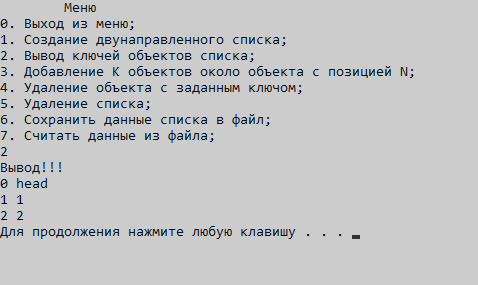 Меню
0. Выход из меню;
1. Создание двунаправленного списка;
2. Вывод ключей объектов списка;
3. Добавление К объектов около объекта с позицией N;
4. Удаление объекта с заданным ключом;
5. Удаление списка;
6. Сохранить данные списка в файл;
7. Считать данные из файла;
2
Вывод!!!
0 head
1 1
2 2
Для продолжения нажмите любую клавишу . . .